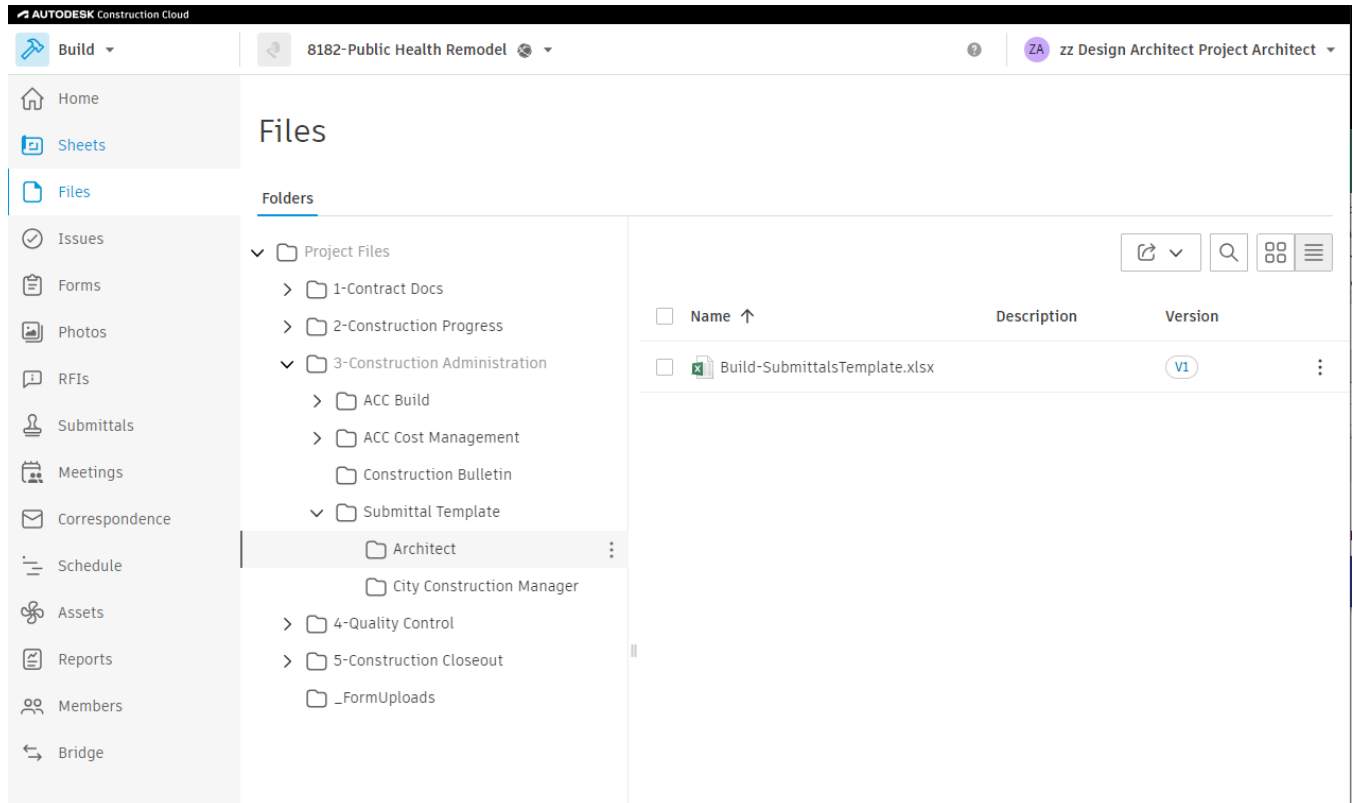 AUTODESK Construction Cloud
Build
8182-Public Health Remodel
ZA zz Design Architect Project Architect
Home
Sheets
Files
Issues
Forms
Photos
RFIs
Submittals
Meetings
Correspondence
Schedule
Assets
Reports
Members
Bridge
Files
Folders
Project Files
1-Contract Docs
2-Construction Progress
3-Construction Administration
ACC Build
ACC Cost Management
Construction Bulletin
Submittal Template
Architect
City Construction Manager
4-Quality Control
5-Construction Closeout
_FormUploads
Name Description Version
Build-SubmittalsTemplate.xlsx V1